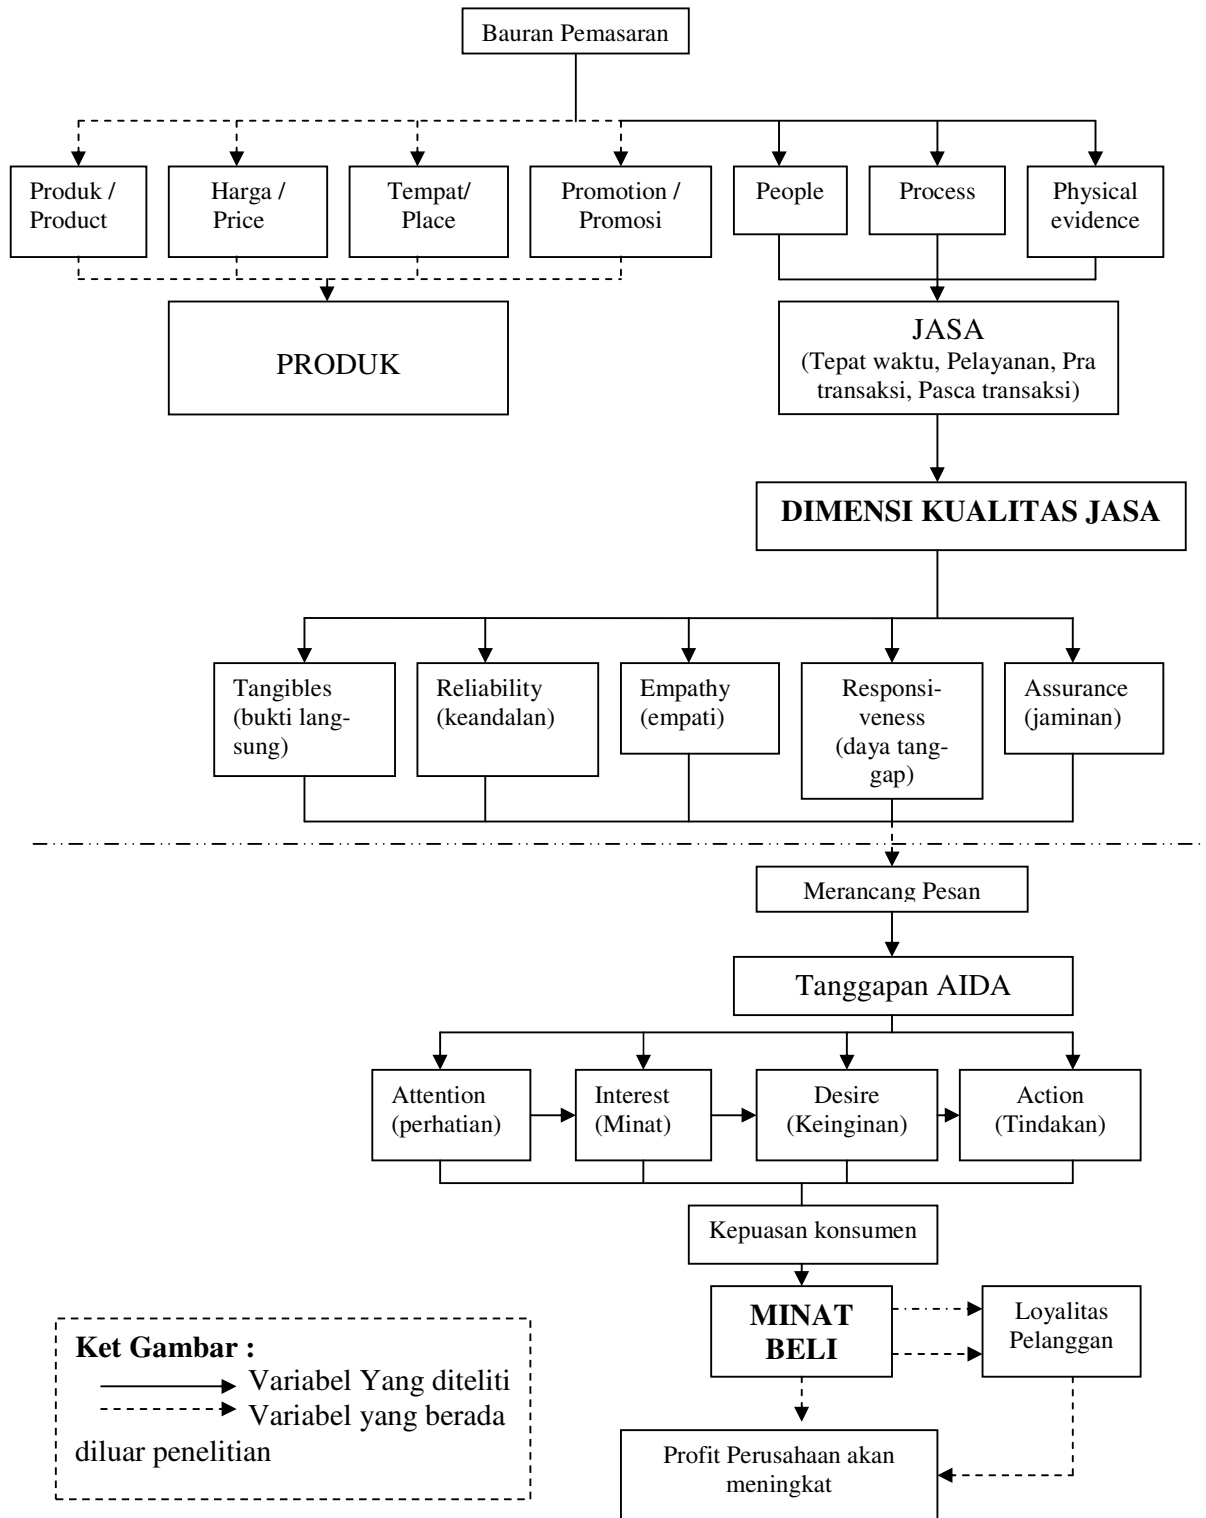 Bauran Pemasaran
Produk /
Product
Harga /
Price
Tempat/
Place
Promotion /
Promosi
People
Process
Physical
evidence
PRODUK
JASA
(Tepat waktu, Pelayanan, Pra
transaksi, Pasca transaksi)
DIMENSI KUALITAS JASA
Tangibles
(bukti lang-
sung)
Reliability
(keandalan)
Empathy
(empati)
Responsi-
veness
(daya tang-
gap)
Assurance
(jaminan)
Merancang Pesan
Tanggapan AIDA
Attention
(perhatian)
Interest
(Minat)
Desire
(Keinginan)
Action
(Tindakan)
Kepuasan konsumen
MINAT
BELI
Loyalitas
Pelanggan
Profit Perusahaan akan
meningkat
Ket Gambar :
Variabel Yang diteliti
Variabel yang berada
diluar penelitian